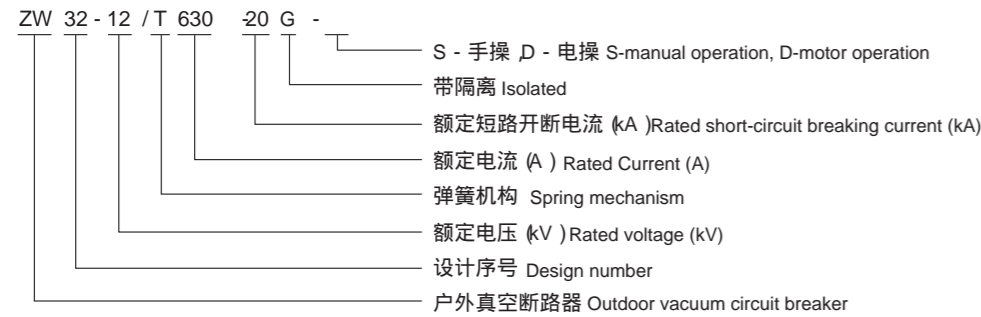 ZW 32 - 12 / T 630 -20 G -
S - 手操 ,D - 电操 S-manual operation, D-motor operation
带隔离 Isolated
额定短路开断电流 (kA )Rated short-circuit breaking current (kA)
额定电流 (A ) Rated Current (A)
弹簧机构 Spring mechanism
额定电压 (kV )Rated voltage (kV)
设计序号 Design number
户外真空断路器 Outdoor vacuum circuit breaker